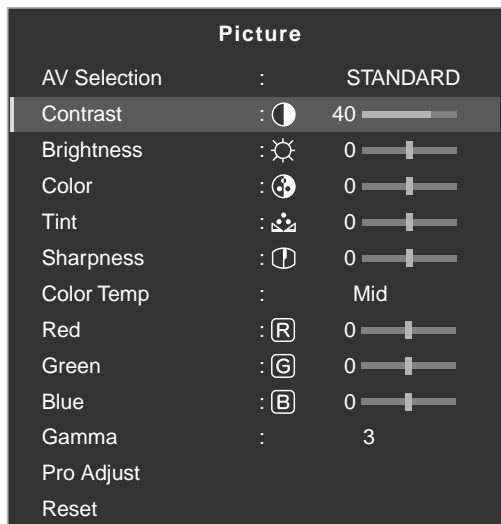 Picture
AV Selection : STANDARD
Contrast : 40
Brightness : 0
Color : 0
Tint : 0
Sharpness : 0
Color Temp : Mid
Red : R 0
Green : G 0
Blue : B 0
Gamma : 3
Pro Adjust
Reset